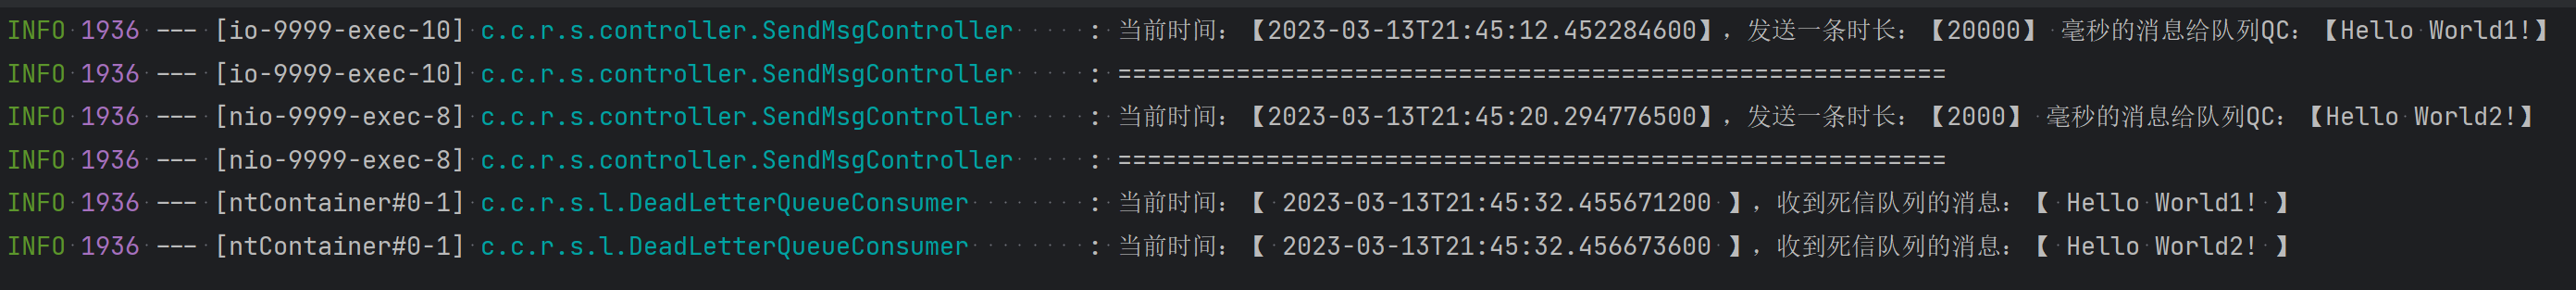 INFO 1936 --- [io-9999-exec-10] c.c.r.s.controller.SendMsgController : 当前时间：【2023-03-13T21:45:12.452284600】，发送一条时长：【20000】 毫秒的消息给队列QC：【Hello World1!】
INFO 1936 --- [io-9999-exec-10] c.c.r.s.controller.SendMsgController : ========================================================
INFO 1936 --- [nio-9999-exec-8] c.c.r.s.controller.SendMsgController : 当前时间：【2023-03-13T21:45:20.294776500】，发送一条时长：【2000】 毫秒的消息给队列QC：【Hello World2!】
INFO 1936 --- [nio-9999-exec-8] c.c.r.s.controller.SendMsgController : ========================================================
INFO 1936 --- [ntContainer#0-1] c.c.r.s.l.DeadLetterQueueConsumer : 当前时间：【 2023-03-13T21:45:32.455671200 】，收到死信队列的消息：【 Hello World1! 】
INFO 1936 --- [ntContainer#0-1] c.c.r.s.l.DeadLetterQueueConsumer : 当前时间：【 2023-03-13T21:45:32.456673600 】，收到死信队列的消息：【 Hello World2! 】